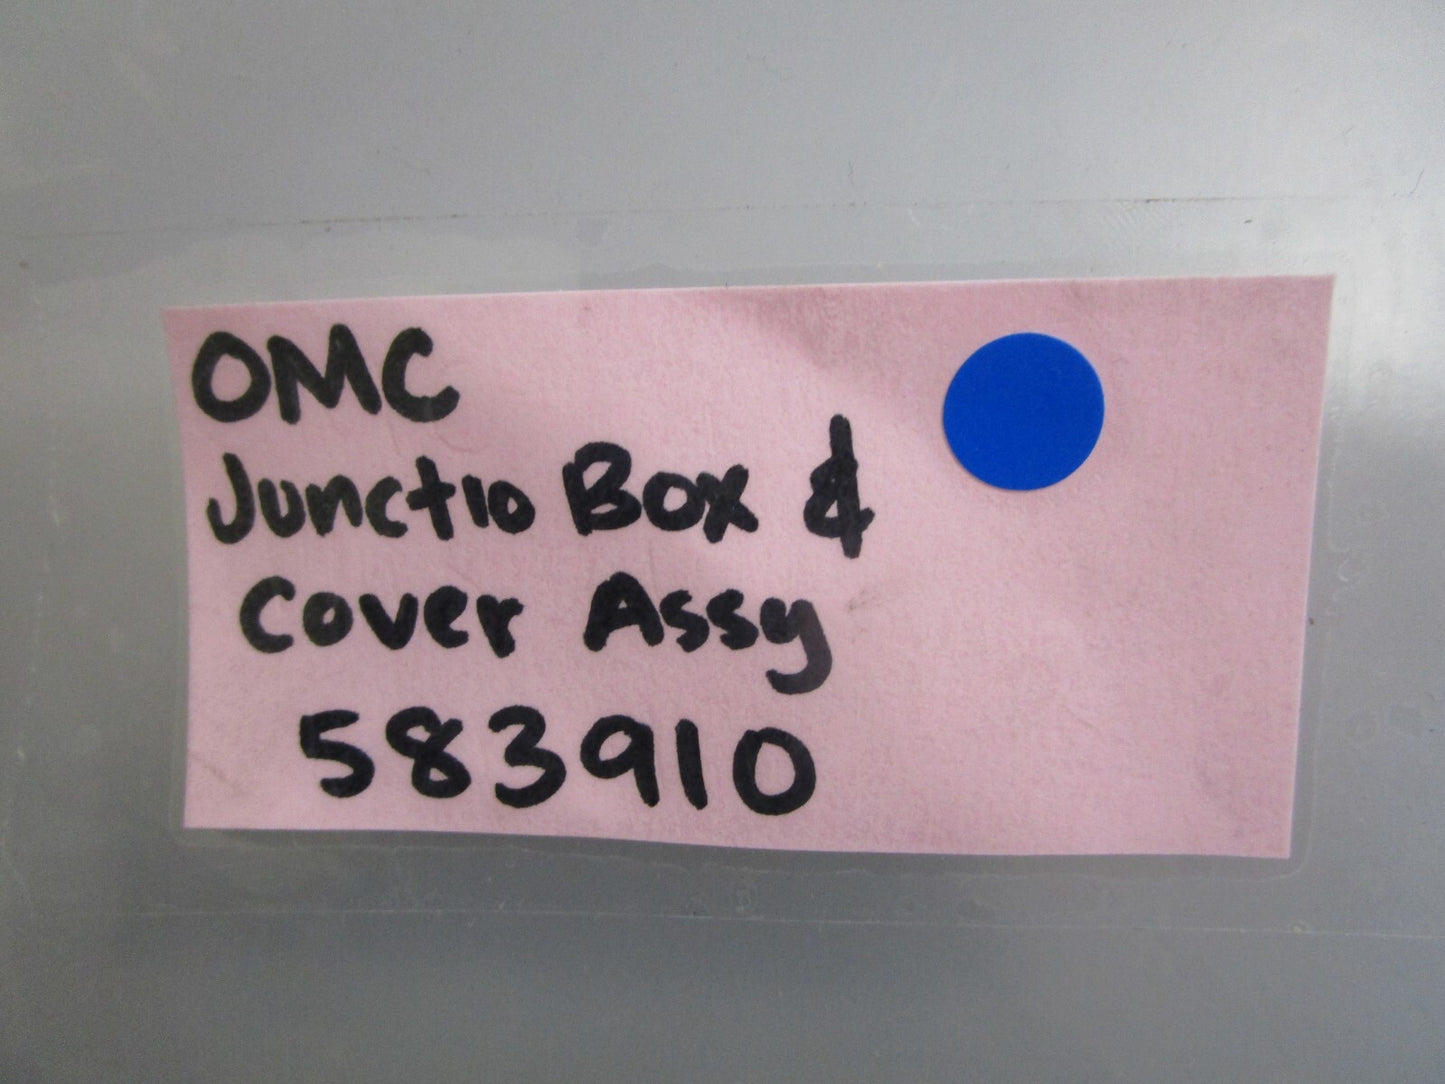 OMC
Junctio Box &
Cover Assy
583910